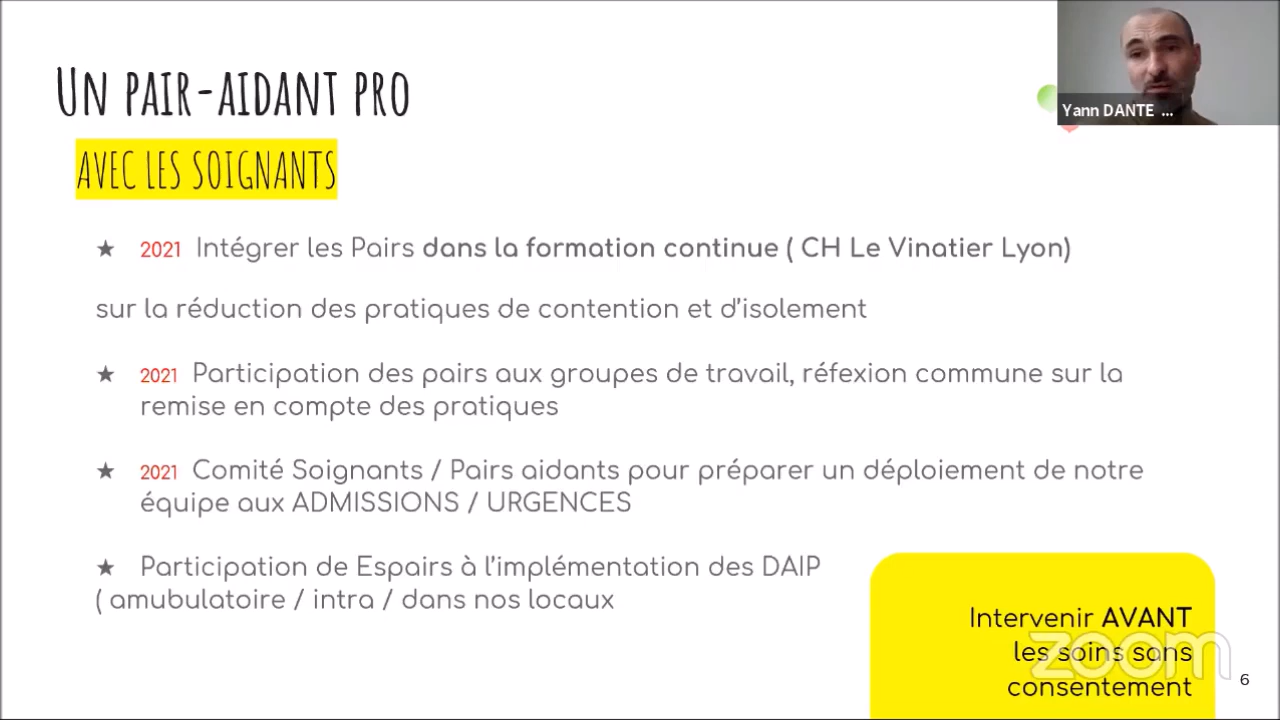 Un pair-aidant pro
Yann DANTE ...
AVEC LES SOIGNANTS
★ 2021 Intégrer les Pairs dans la formation continue ( CH Le Vinatier Lyon)
sur la réduction des pratiques de contention et d'isolement
★ 2021 Participation des pairs aux groupes de travail, réfexion commune sur la
remise en compte des pratiques
★ 2021 Comité Soignants / Pairs aidants pour préparer un déploiement de notre
équipe aux ADMISSIONS / URGENCES
★ Participation de Espairs à l'implémentation des DAIP
( amubulatoire / intra / dans nos locaux
Intervenir AVANT
les soins sans
consentement
zoom
6